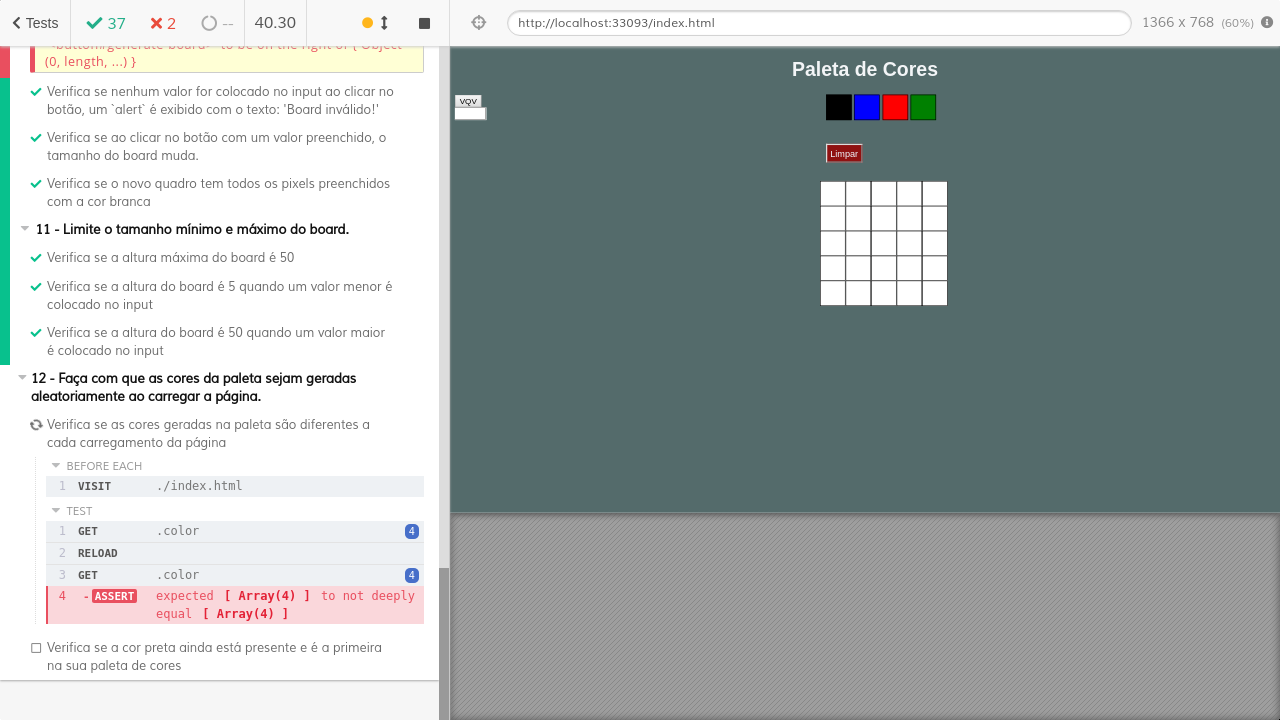 Tests
37
2
--
40.30
http://localhost:33093/index.html
1366 x 768 (60%)
<button#generate-board> to be on the right of { Object
(0, length, ...) }
Verifica se nenhum valor for colocado no input ao clicar no
botão, um `alert` é exibido com o texto: 'Board inválido!'
Verifica se ao clicar no botão com um valor preenchido, o
tamanho do board muda.
Verifica se o novo quadro tem todos os pixels preenchidos
com a cor branca
11 - Limite o tamanho mínimo e máximo do board.
Verifica se a altura máxima do board é 50
Verifica se a altura do board é 5 quando um valor menor é
colocado no input
Verifica se a altura do board é 50 quando um valor maior
é colocado no input
12 - Faça com que as cores da paleta sejam geradas
aleatoriamente ao carregar a página.
Verifica se as cores geradas na paleta são diferentes a
cada carregamento da página
BEFORE EACH
1 VISIT ./index.html
TEST
1 GET .color 4
2 RELOAD
3 GET .color 4
4 -ASSERT expected [ Array(4) ] to not deeply
equal [ Array(4) ]
Verifica se a cor preta ainda está presente e é a primeira
na sua paleta de cores
Paleta de Cores
VQV
Limpar